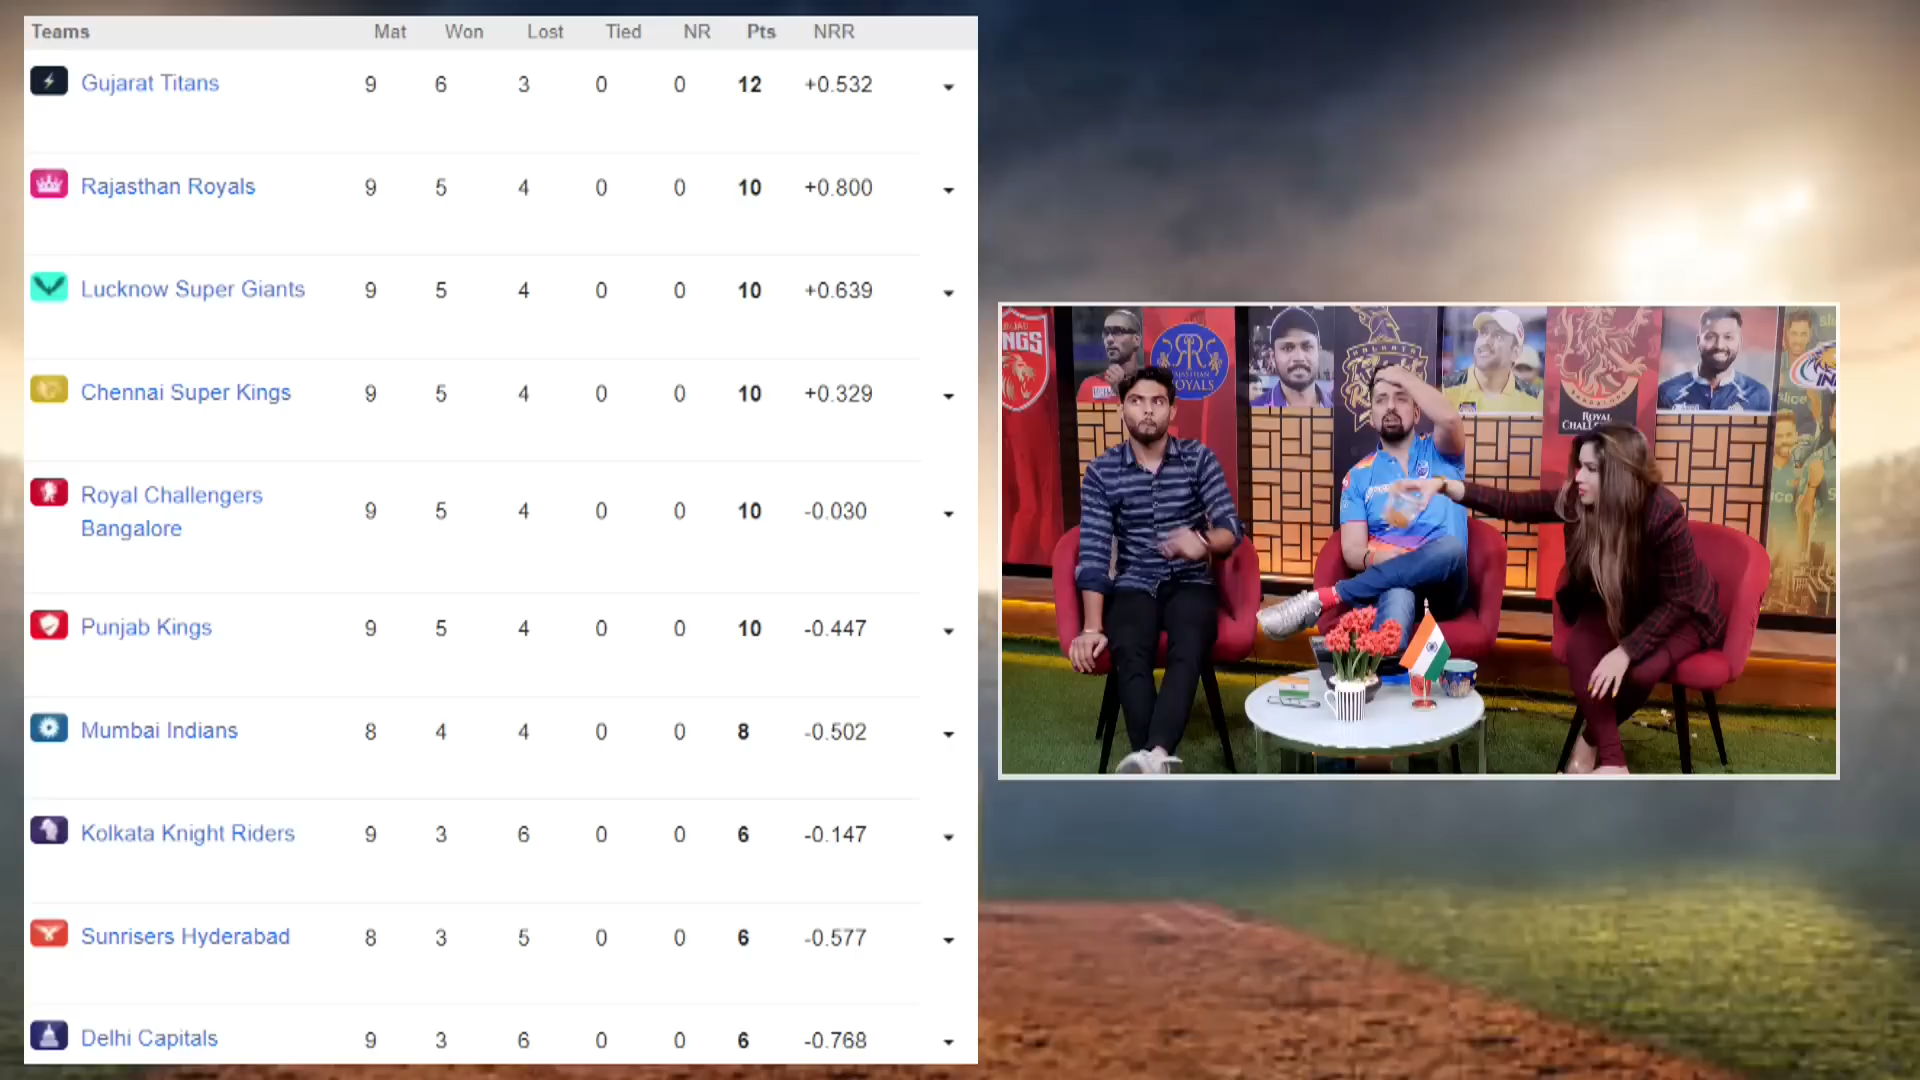 Teams Mat Won Lost Tied NR Pts NRR
Gujarat Titans 9 6 3 0 0 12 +0.532
Rajasthan Royals 9 5 4 0 0 10 +0.800
Lucknow Super Giants 9 5 4 0 0 10 +0.639
Chennai Super Kings 9 5 4 0 0 10 +0.329
Royal Challengers
Bangalore 9 5 4 0 0 10 -0.030
Punjab Kings 9 5 4 0 0 10 -0.447
Mumbai Indians 8 4 4 0 0 8 -0.502
Kolkata Knight Riders 9 3 6 0 0 6 -0.147
Sunrisers Hyderabad 8 3 5 0 0 6 -0.577
Delhi Capitals 9 3 6 0 0 6 -0.768
RR
ROYALS
KOLKATA
ROYAL
slice